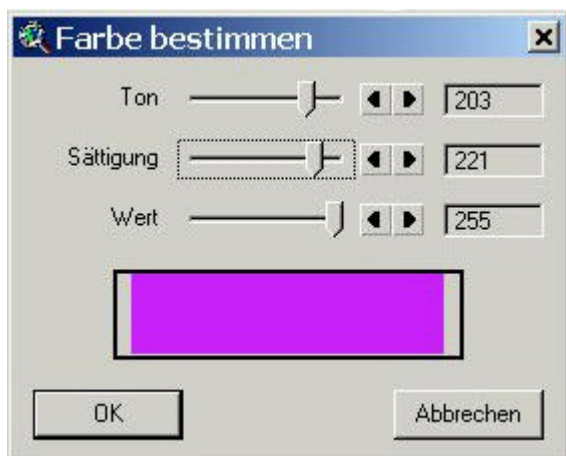 Farbe bestimmen
Ton 203
Sättigung 221
Wert 255
OK Abbrechen